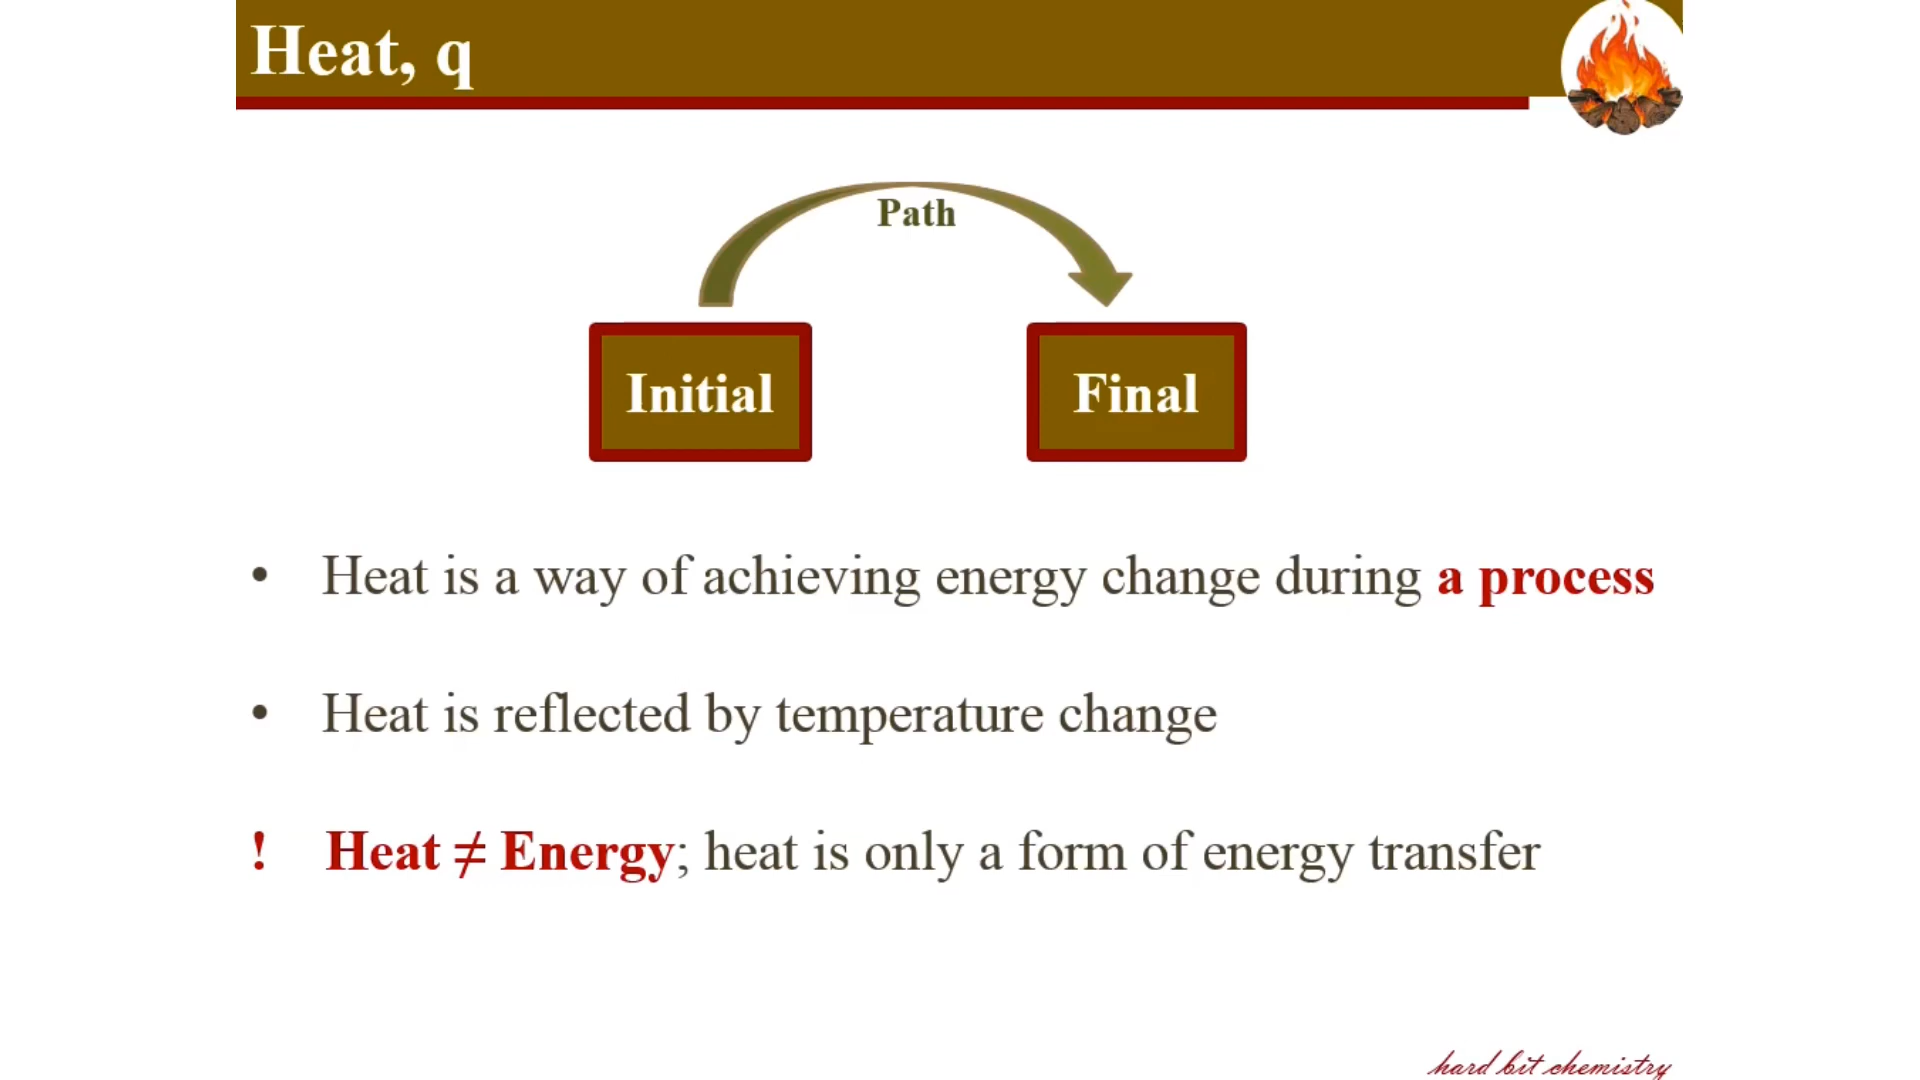 Heat, q
Path
Initial
Final
• Heat is a way of achieving energy change during a process
• Heat is reflected by temperature change
! Heat ≠ Energy; heat is only a form of energy transfer
hard bit chemistry